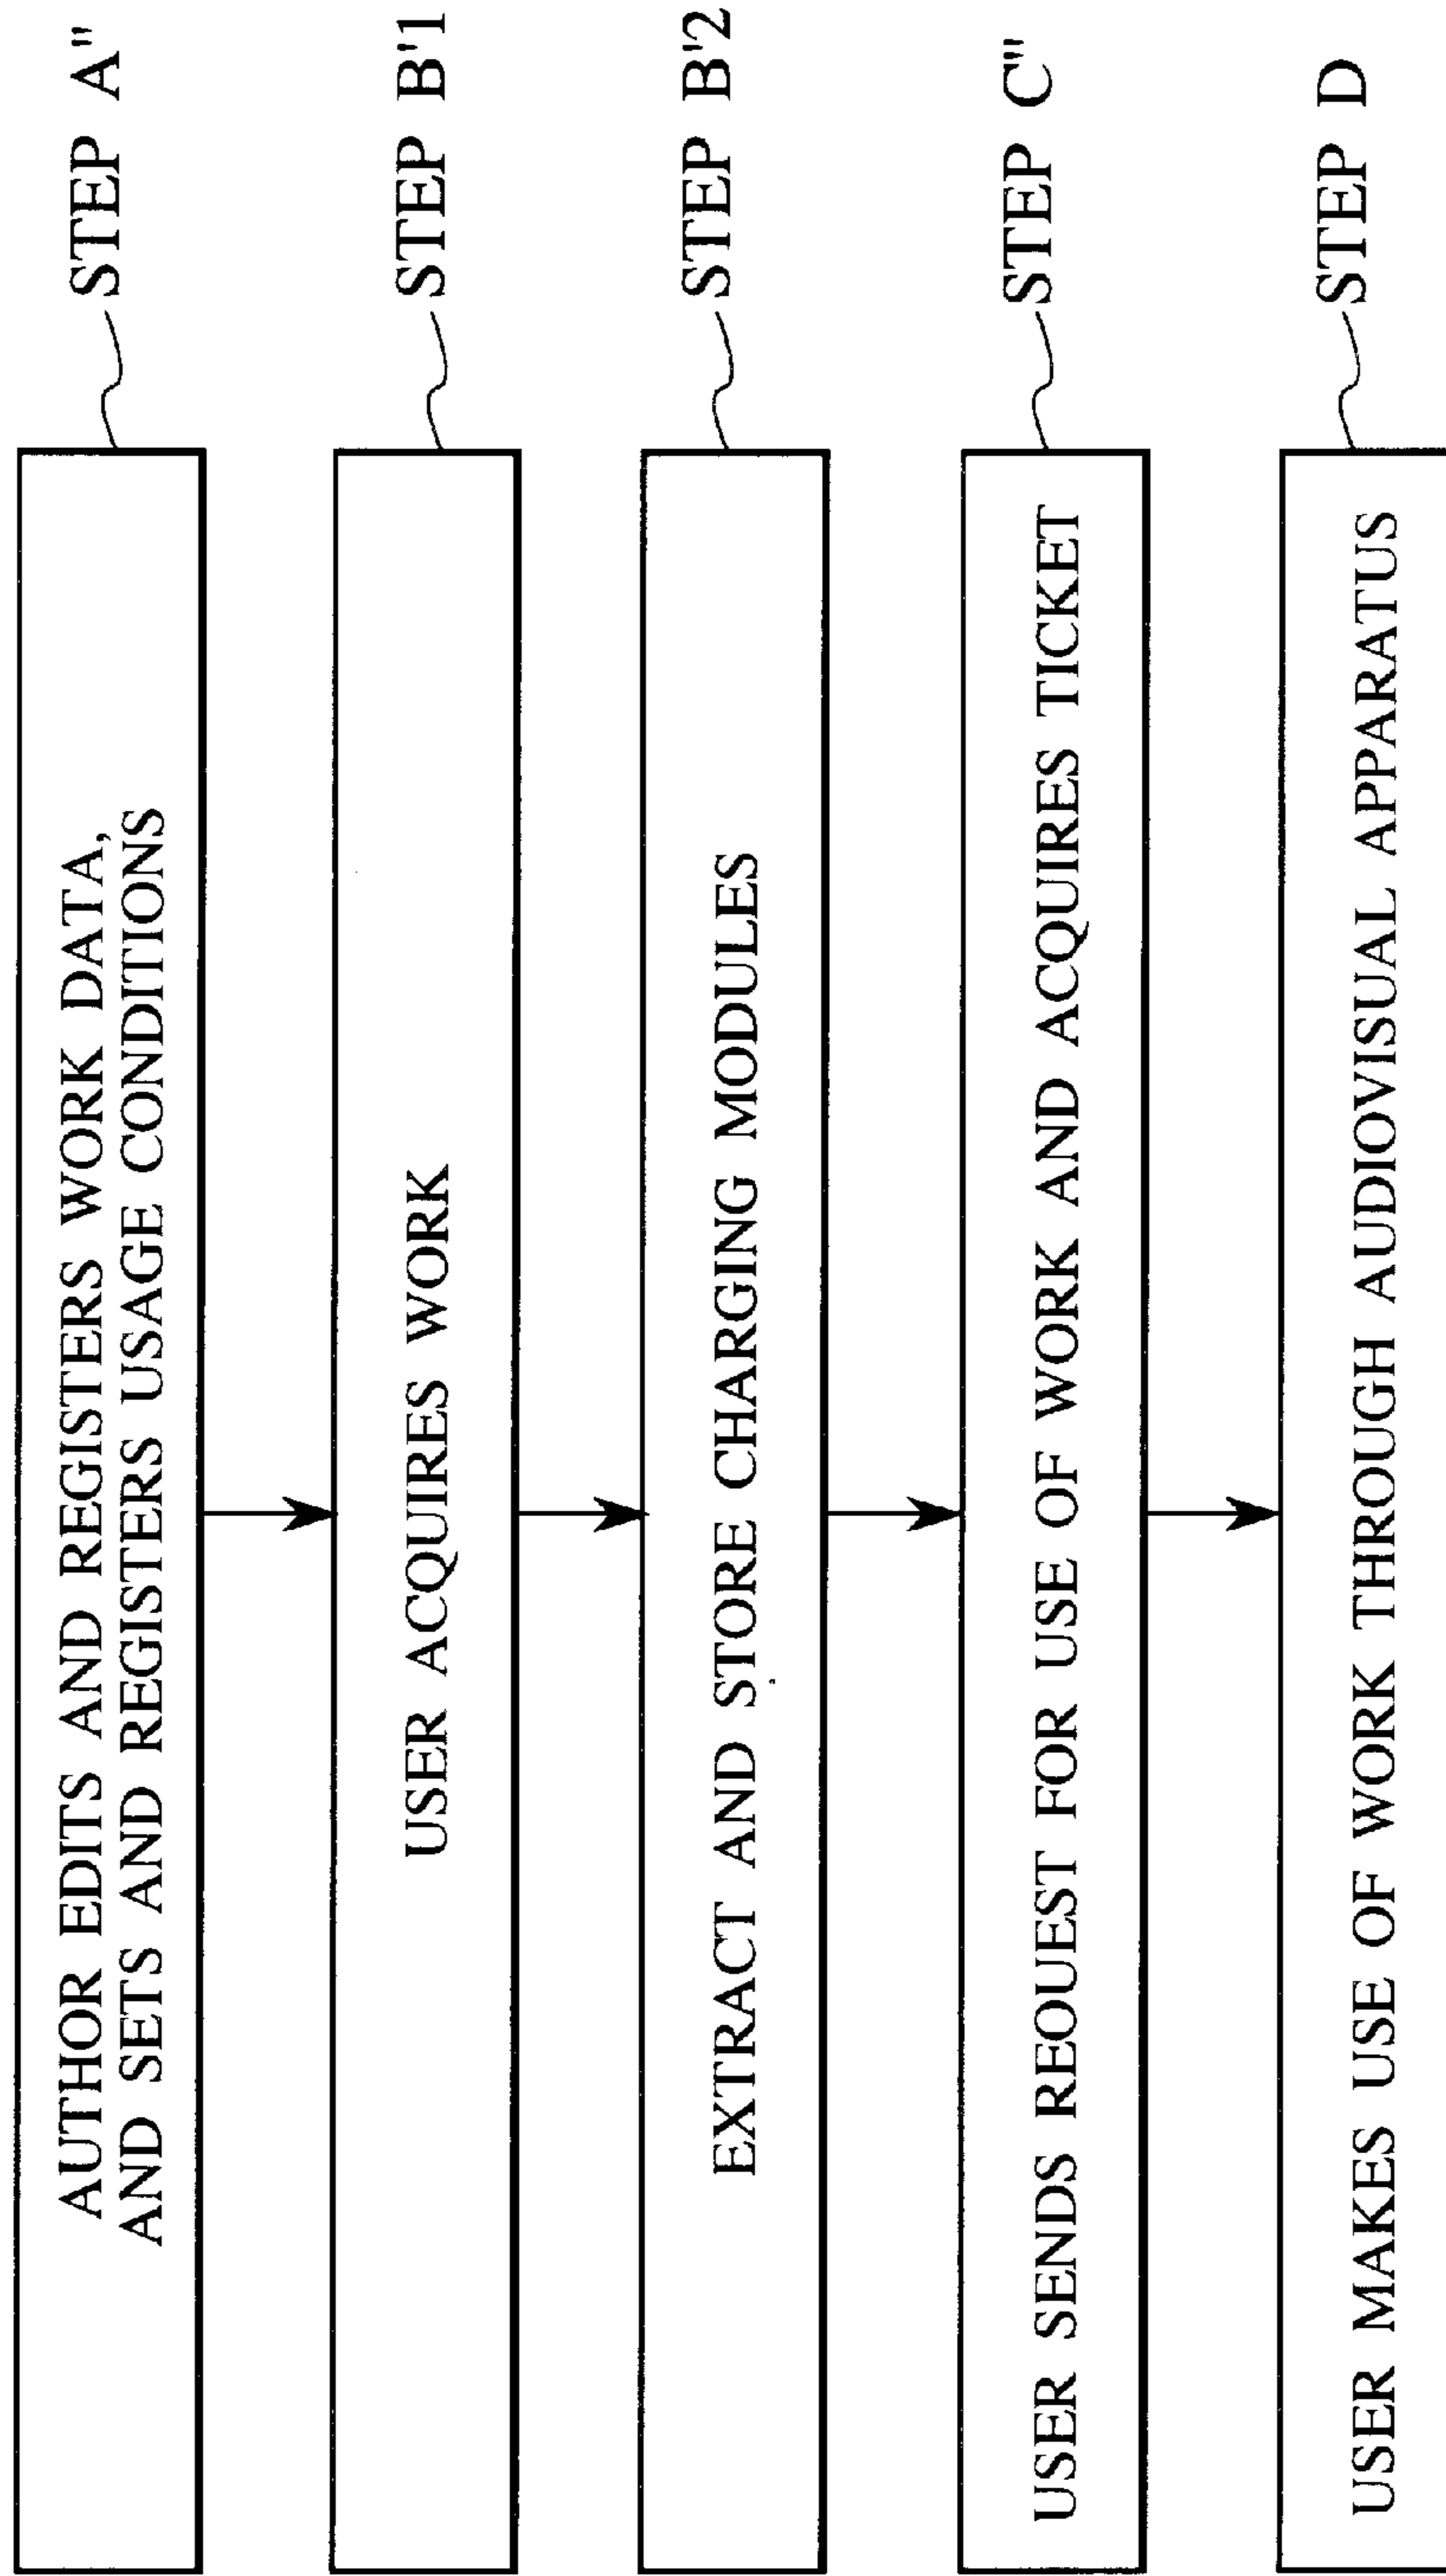 AUTHOR EDITS AND REGISTERS WORK DATA,
AND SETS AND REGISTERS USAGE CONDITIONS
STEP A"
USER ACQUIRES WORK
STEP B'1
EXTRACT AND STORE CHARGING MODULES
STEP B'2
USER SENDS REQUEST FOR USE OF WORK AND ACQUIRES TICKET
STEP C"
USER MAKES USE OF WORK THROUGH AUDIOVISUAL APPARATUS
STEP D